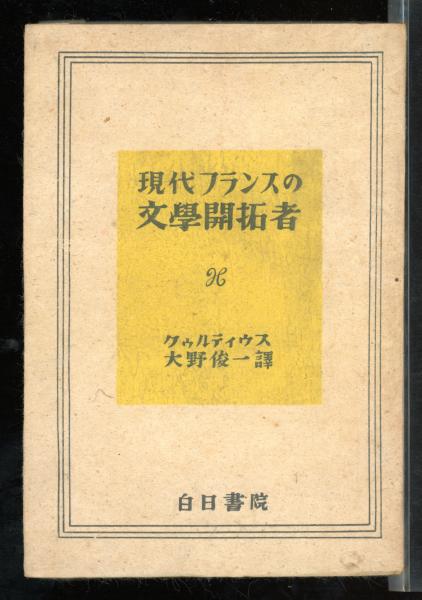 現代フランスの
文學開拓者
クゥルティウス
大野俊一譯
白日書院